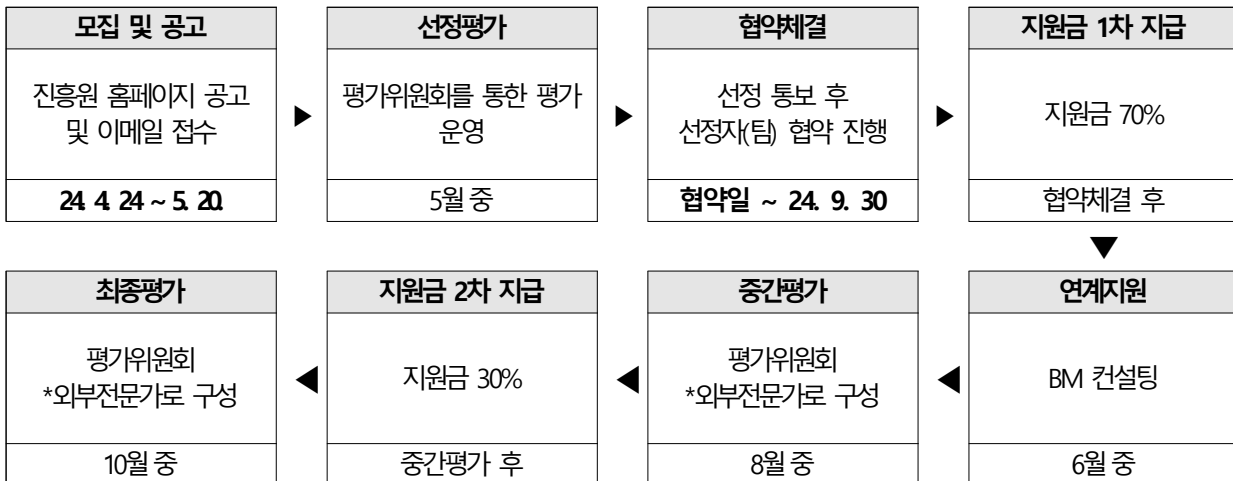 모집 및 공고
진흥원 홈페이지 공고
및 이메일 접수
24. 4. 24 ~ 5. 20.
선정평가
평가위원회를 통한 평가
운영
5월 중
협약체결
선정 통보 후
선정자(팀) 협약 진행
협약일 ~ 24. 9. 30
지원금 1차 지급
지원금 70%
협약체결 후
연계지원
BM 컨설팅
6월 중
중간평가
평가위원회
*외부전문가로 구성
8월 중
지원금 2차 지급
지원금 30%
중간평가 후
최종평가
평가위원회
*외부전문가로 구성
10월 중